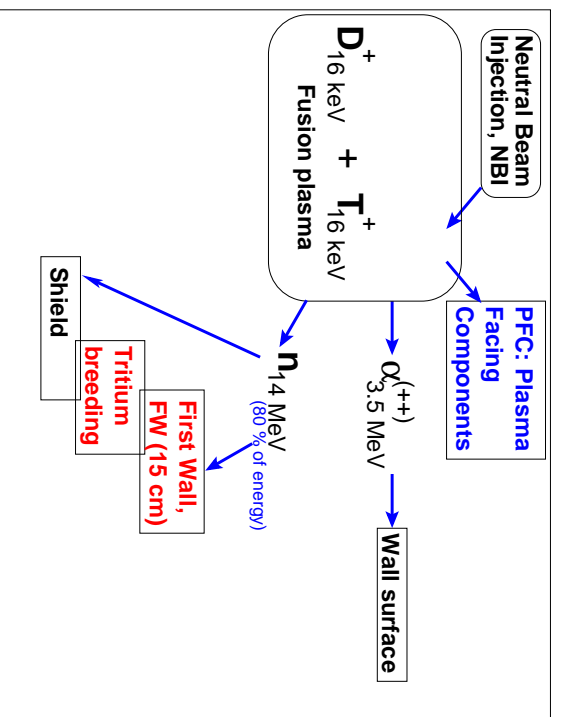 Neutral Beam
Injection, NBI
D+16 keV + T+16 keV
Fusion plasma
PFC: Plasma
Facing
Components
α(++)3.5 MeV
Wall surface
n14 MeV
(80 % of energy)
First Wall,
FW (15 cm)
Tritium
breeding
Shield